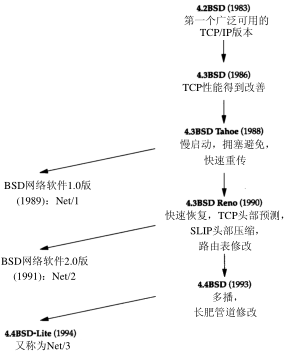 4.2BSD (1983)
第一个广泛可用的
TCP/IP版本
4.3BSD (1986)
TCP性能得到改善
4.3BSD Tahoe (1988)
慢启动，拥塞避免，
快速重传
BSD网络软件1.0版
(1989)：Net/1
4.3BSD Reno (1990)
快速恢复，TCP头部预测，
SLIP头部压缩，
路由表修改
BSD网络软件2.0版
(1991)：Net/2
4.4BSD (1993)
多播，
长肥管道修改
4.4BSD-Lite (1994)
又称为Net/3